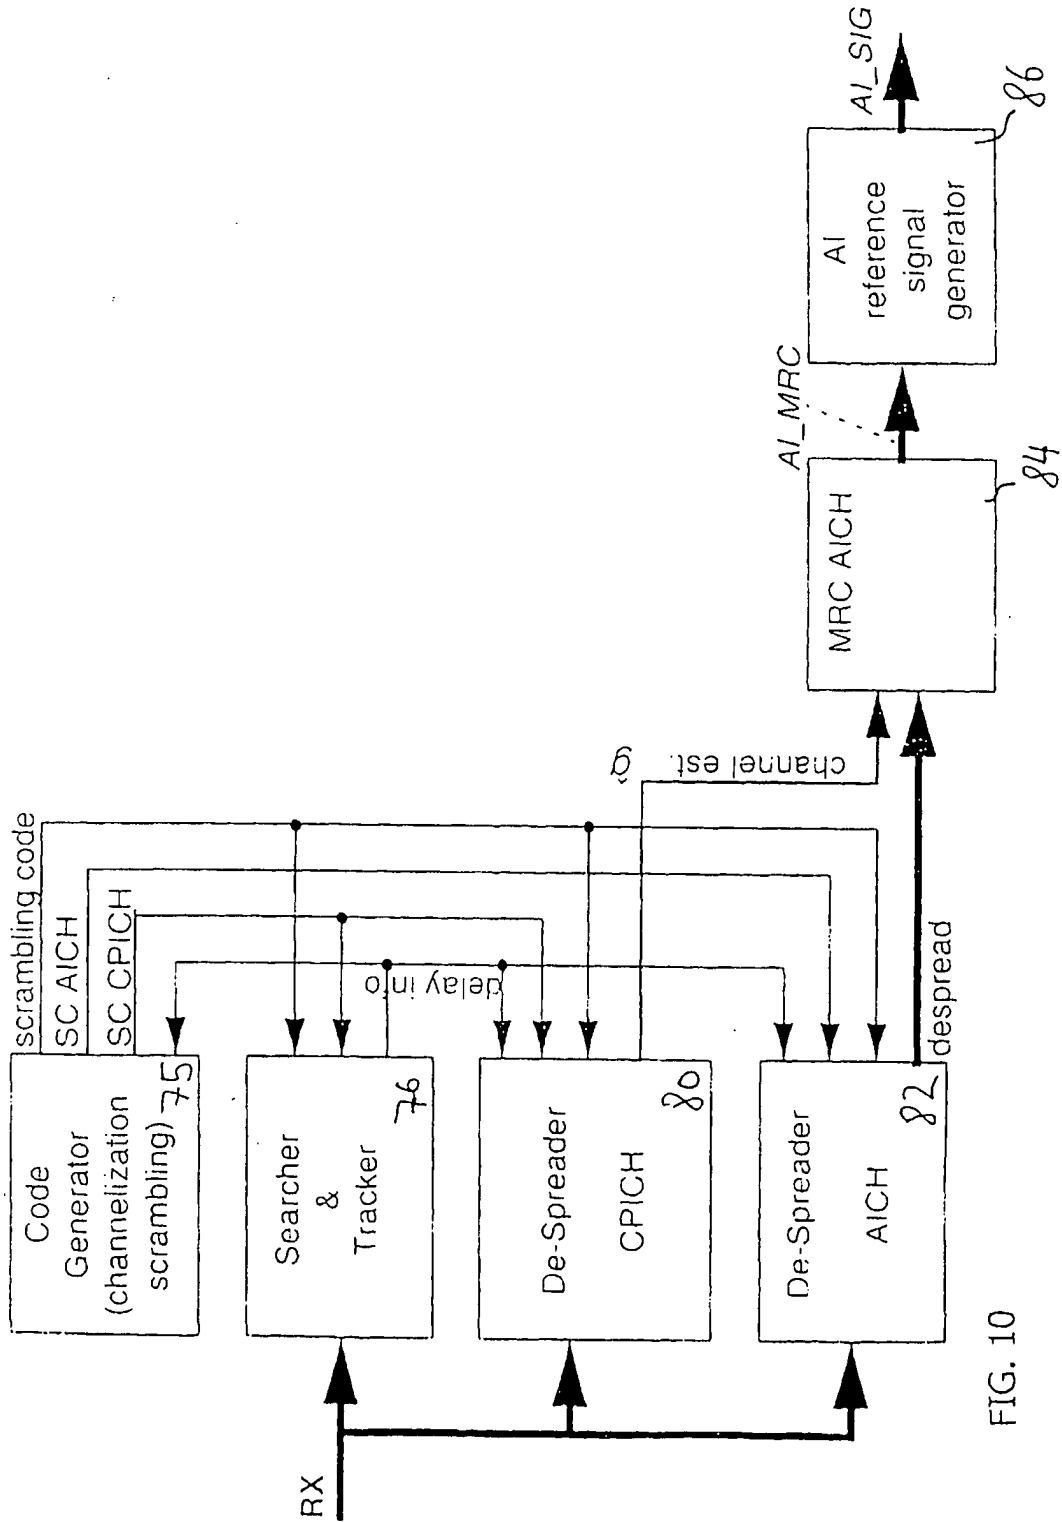 RX
Code
Generator
(channelization
scrambling)
75
scrambling code
SC AICH
SC CPICH
Searcher
&
Tracker
76
delay info
De-Spreader
CPICH
80
channel est. ĝ
De-Spreader
AICH
82
despread
MRC AICH
84
AI_MRC
AI
reference
signal
generator
86
AI_SIG
FIG. 10